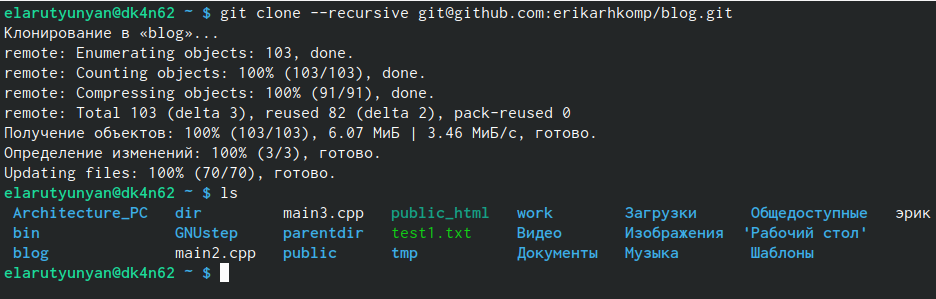 elarutyunyan@dk4n62 ~ $ git clone --recursive git@github.com:erikarhkomp/blog.git
Клонирование в «blog»...
remote: Enumerating objects: 103, done.
remote: Counting objects: 100% (103/103), done.
remote: Compressing objects: 100% (91/91), done.
remote: Total 103 (delta 3), reused 82 (delta 2), pack-reused 0
Получение объектов: 100% (103/103), 6.07 МиБ | 3.46 МиБ/с, готово.
Определение изменений: 100% (3/3), готово.
Updating files: 100% (70/70), готово.
elarutyunyan@dk4n62 ~ $ ls
Architecture_PC dir main3.cpp public_html work Загрузки Общедоступные эрик
bin GNUstep parentdir test1.txt Видео Изображения 'Рабочий стол'
blog main2.cpp public tmp Документы Музыка Шаблоны
elarutyunyan@dk4n62 ~ $